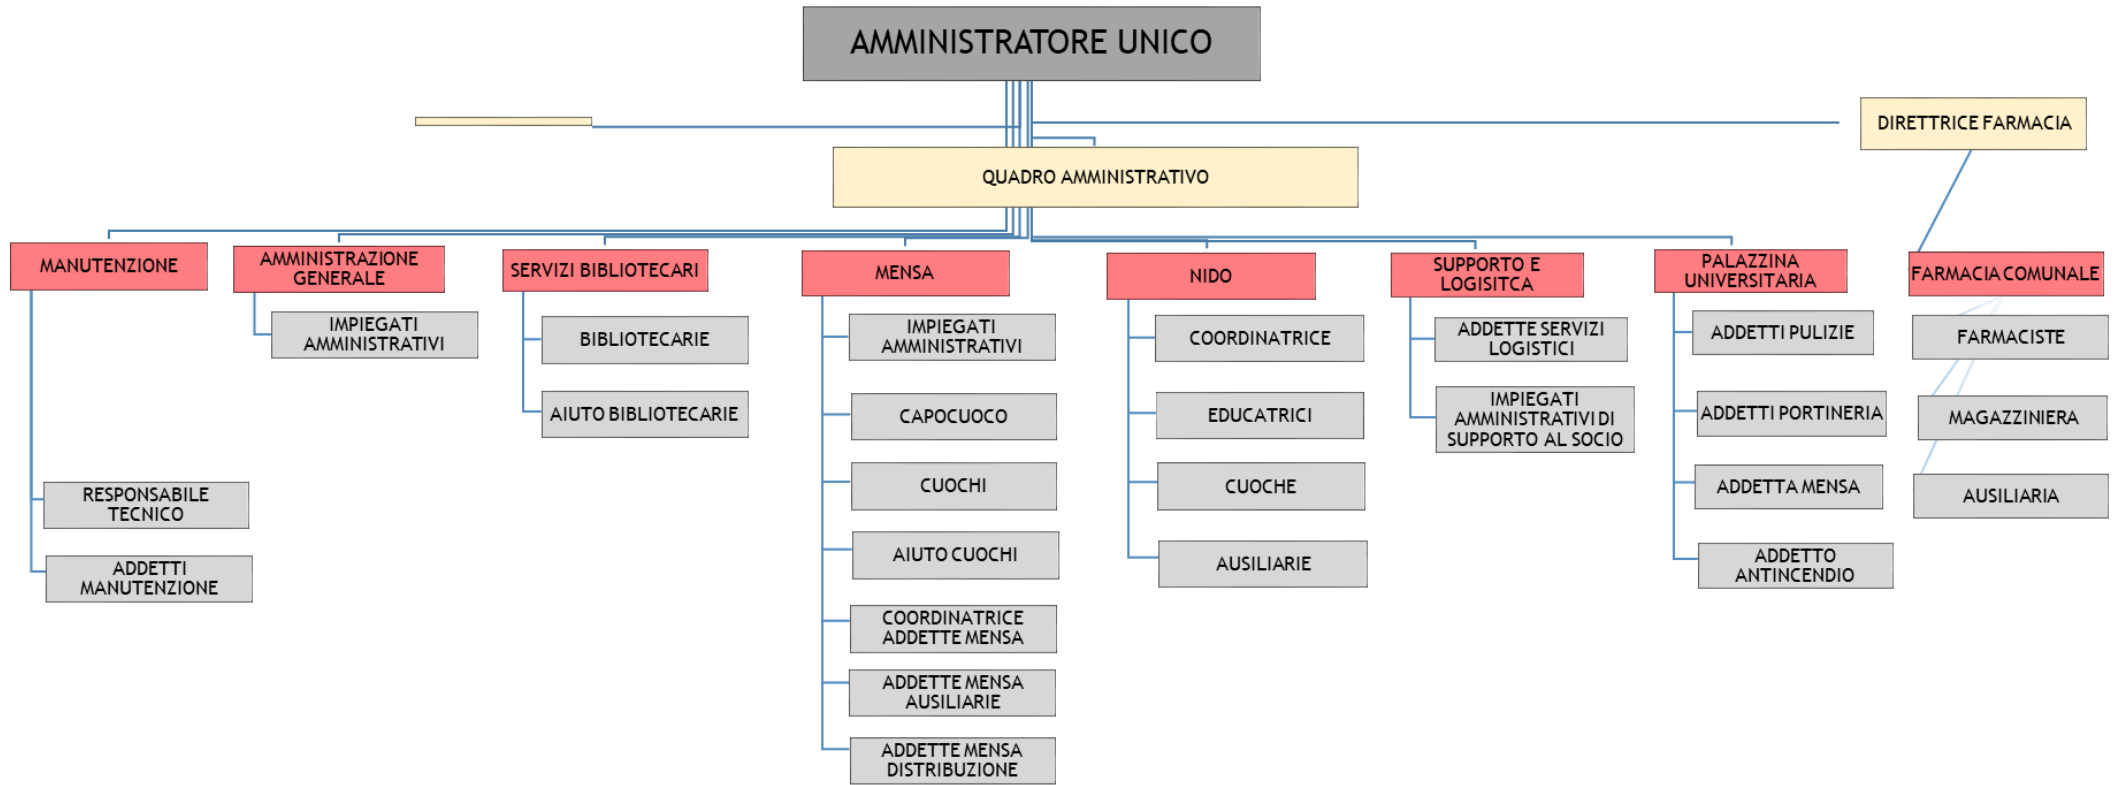 AMMINISTRATORE UNICO
DIRETTRICE FARMACIA
QUADRO AMMINISTRATIVO
MANUTENZIONE
RESPONSABILE
TECNICO
ADDETTI
MANUTENZIONE
AMMINISTRAZIONE
GENERALE
IMPIEGATI
AMMINISTRATIVI
SERVIZI BIBLIOTECARI
BIBLIOTECARIE
AIUTO BIBLIOTECARIE
MENSA
IMPIEGATI
AMMINISTRATIVI
CAPOCUOCO
CUOCHI
AIUTO CUOCHI
COORDINATRICE
ADDETTE MENSA
ADDETTE MENSA
AUSILIARIE
ADDETTE MENSA
DISTRIBUZIONE
NIDO
COORDINATRICE
EDUCATRICI
CUOCHE
AUSILIARIE
SUPPORTO E
LOGISITCA
ADDETTE SERVIZI
LOGISTICI
IMPIEGATI
AMMINISTRATIVI DI
SUPPORTO AL SOCIO
PALAZZINA
UNIVERSITARIA
ADDETTI PULIZIE
ADDETTI PORTINERIA
ADDETTA MENSA
ADDETTO
ANTINCENDIO
FARMACIA COMUNALE
FARMACISTE
MAGAZZINIERA
AUSILIARIA